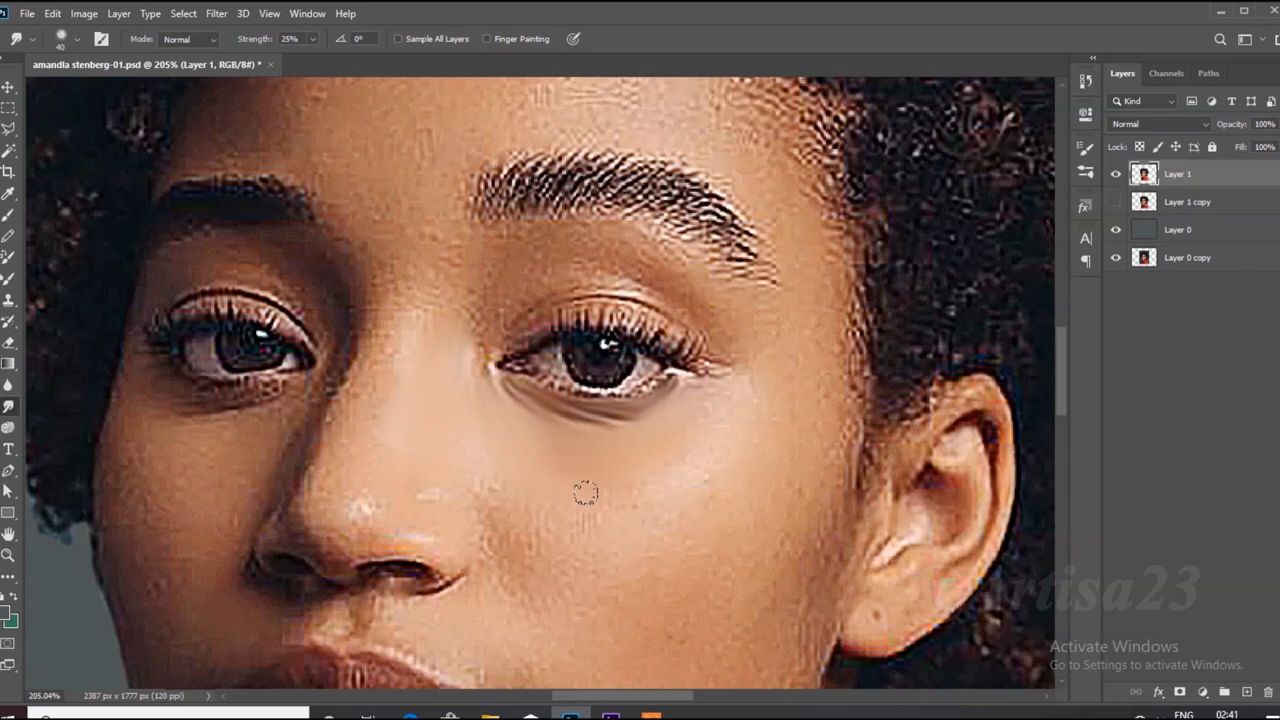 Ps File Edit Image Layer Type Select Filter 3D View Window Help
40 Mode: Normal Strength: 25% 0° Sample All Layers Finger Painting
amandla stenberg-01.psd @ 205% (Layer 1, RGB/8#) * ×
Layers Channels Paths
Kind
Normal Opacity: 100%
Lock: Fill: 100%
Layer 1
Layer 1 copy
Layer 0
Layer 0 copy
artisa23
Activate Windows
Go to Settings to activate Windows.
205.04% 2387 px x 1777 px (120 ppi)
ENG 02:41